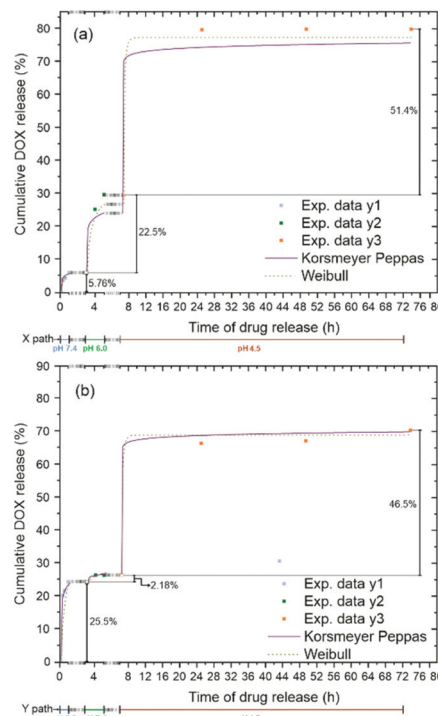 (a)
Cumulative DOX release (%)
90
80
70
60
50
40
30
20
10
0
51.4%
22.5%
5.76%
Exp. data y1
Exp. data y2
Exp. data y3
Korsmeyer Peppas
Weibull
0 4 8 12 16 20 24 28 32 36 40 44 48 52 56 60 64 68 72 76 80
Time of drug release (h)
X path
pH 7.4 pH 6.0 pH 4.5
(b)
Cumulative DOX release (%)
90
80
70
60
50
40
30
20
10
0
46.5%
2.18%
25.5%
Exp. data y1
Exp. data y2
Exp. data y3
Korsmeyer Peppas
Weibull
0 4 8 12 16 20 24 28 32 36 40 44 48 52 56 60 64 68 72 76 80
Time of drug release (h)
Y path